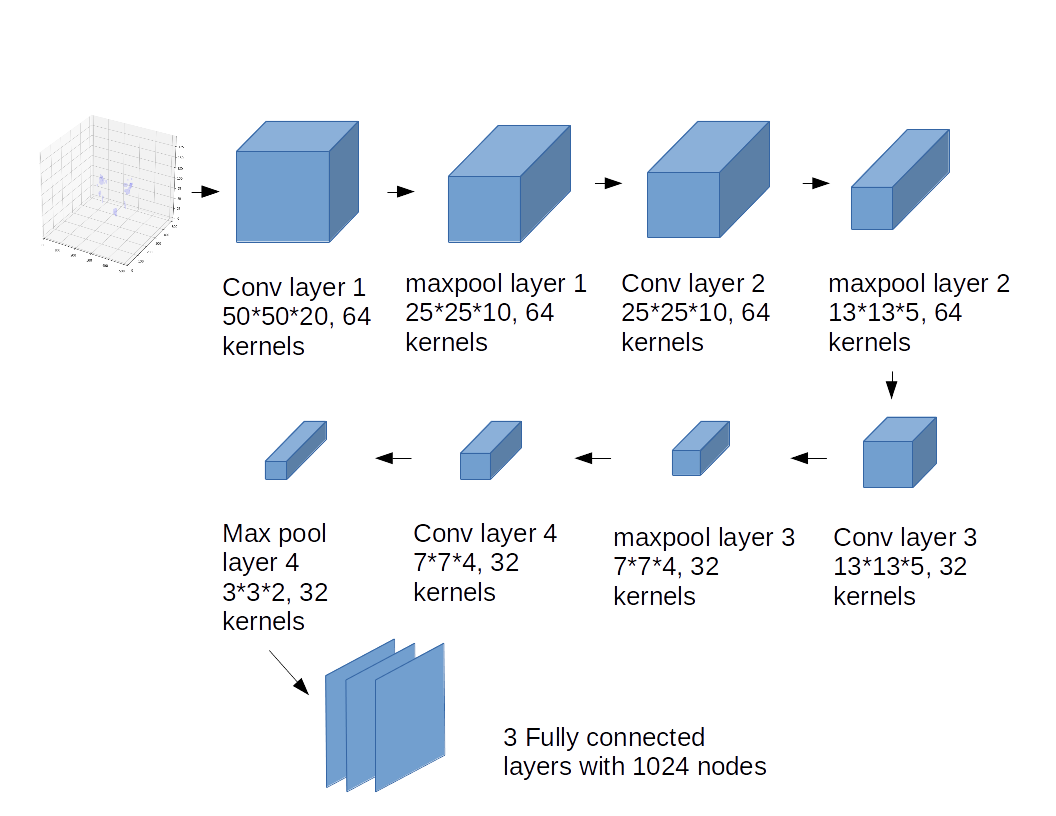 Conv layer 1
50*50*20, 64
kernels
maxpool layer 1
25*25*10, 64
kernels
Conv layer 2
25*25*10, 64
kernels
maxpool layer 2
13*13*5, 64
kernels
Conv layer 3
13*13*5, 32
kernels
maxpool layer 3
7*7*4, 32
kernels
Conv layer 4
7*7*4, 32
kernels
Max pool
layer 4
3*3*2, 32
kernels
3 Fully connected
layers with 1024 nodes